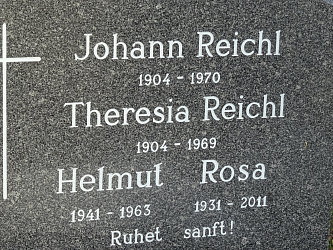 Johann Reichl
1904 - 1970
Theresia Reichl
1904 - 1969
Helmut Rosa
1941 - 1963 1931 - 2011
Ruhet sanft!